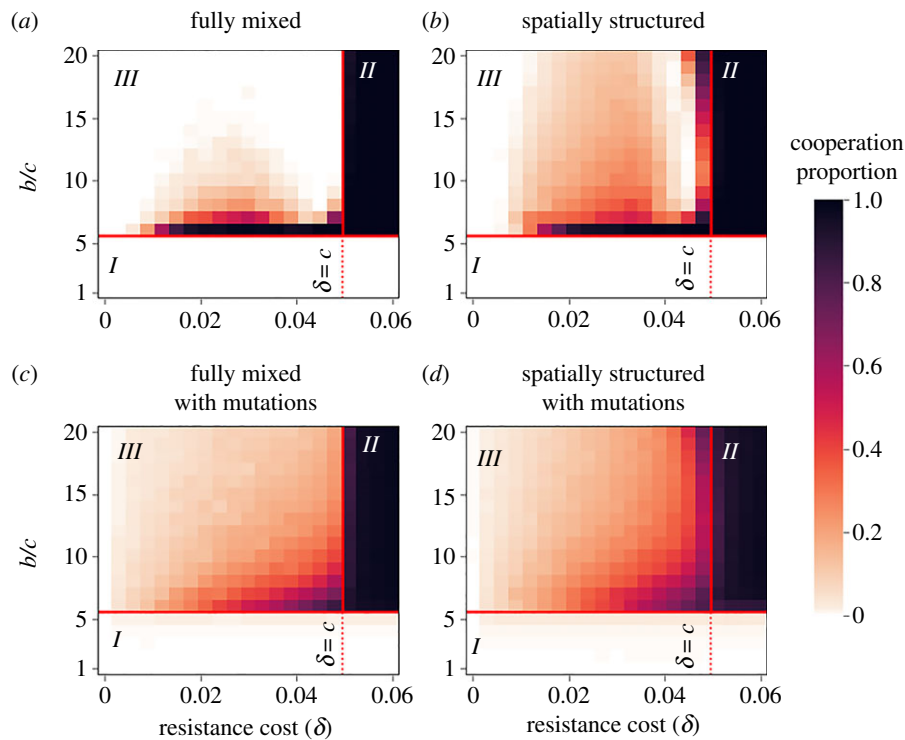 (a) fully mixed
(b) spatially structured
20
15
10
5
1
b/c
III
II
I
δ = c
0 0.02 0.04 0.06
20
15
10
5
1
b/c
III
II
I
δ = c
0 0.02 0.04 0.06
cooperation
proportion
1.0
0.8
0.6
0.4
0.2
0
(c) fully mixed
with mutations
(d) spatially structured
with mutations
20
15
10
5
1
b/c
III
II
I
δ = c
0 0.02 0.04 0.06
resistance cost (δ)
20
15
10
5
1
III
II
I
δ = c
0 0.02 0.04 0.06
resistance cost (δ)